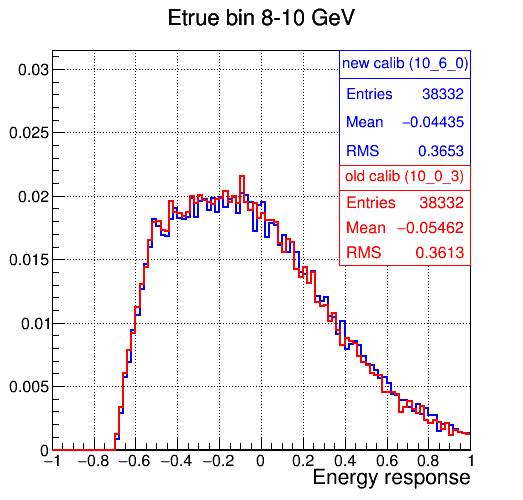 Etrue bin 8-10 GeV
new calib (10_6_0)
Entries 38332
Mean −0.04435
RMS 0.3653
old calib (10_0_3)
Entries 38332
Mean −0.05462
RMS 0.3613
0.03
0.025
0.02
0.015
0.01
0.005
0
−1 −0.8 −0.6 −0.4 −0.2 0 0.2 0.4 0.6 0.8 1
Energy response